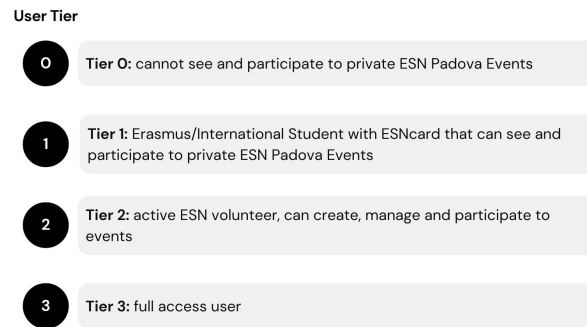 User Tier
0
Tier 0: cannot see and participate to private ESN Padova Events
1
Tier 1: Erasmus/International Student with ESNcard that can see and
participate to private ESN Padova Events
2
Tier 2: active ESN volunteer, can create, manage and participate to
events
3
Tier 3: full access user